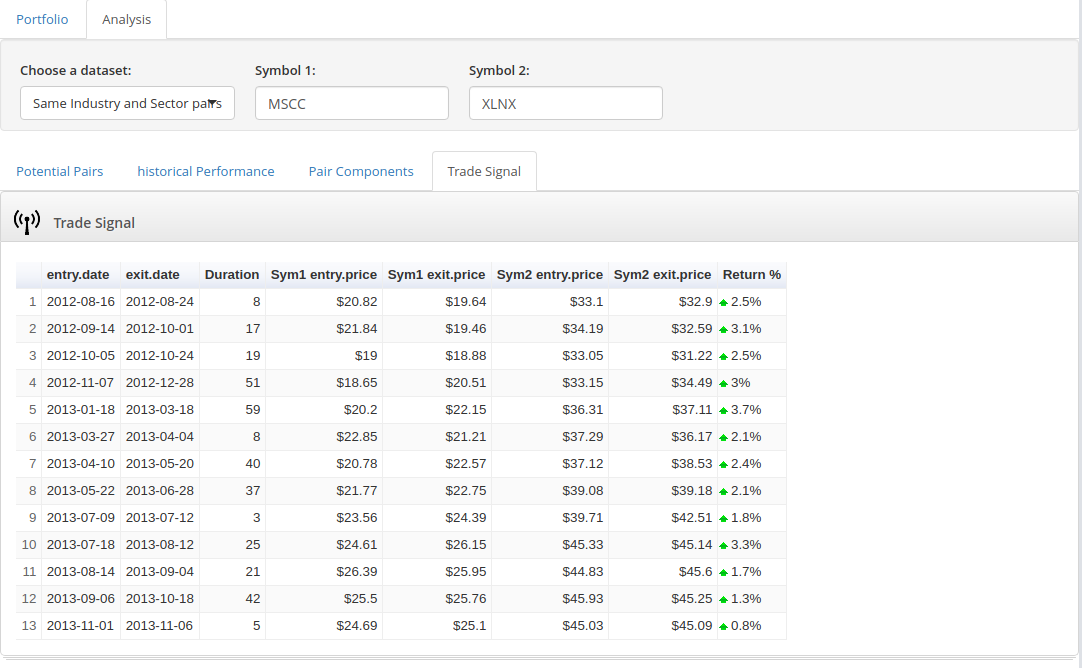 Portfolio Analysis
Choose a dataset: Symbol 1: Symbol 2:
Same Industry and Sector pairs MSCC XLNX
Potential Pairs historical Performance Pair Components Trade Signal
Trade Signal
entry.date exit.date Duration Sym1 entry.price Sym1 exit.price Sym2 entry.price Sym2 exit.price Return %
1 2012-08-16 2012-08-24 8 $20.82 $19.64 $33.1 $32.9 2.5%
2 2012-09-14 2012-10-01 17 $21.84 $19.46 $34.19 $32.59 3.1%
3 2012-10-05 2012-10-24 19 $19 $18.88 $33.05 $31.22 2.5%
4 2012-11-07 2012-12-28 51 $18.65 $20.51 $33.15 $34.49 3%
5 2013-01-18 2013-03-18 59 $20.2 $22.15 $36.31 $37.11 3.7%
6 2013-03-27 2013-04-04 8 $22.85 $21.21 $37.29 $36.17 2.1%
7 2013-04-10 2013-05-20 40 $20.78 $22.57 $37.12 $38.53 2.4%
8 2013-05-22 2013-06-28 37 $21.77 $22.75 $39.08 $39.18 2.1%
9 2013-07-09 2013-07-12 3 $23.56 $24.39 $39.71 $42.51 1.8%
10 2013-07-18 2013-08-12 25 $24.61 $26.15 $45.33 $45.14 3.3%
11 2013-08-14 2013-09-04 21 $26.39 $25.95 $44.83 $45.6 1.7%
12 2013-09-06 2013-10-18 42 $25.5 $25.76 $45.93 $45.25 1.3%
13 2013-11-01 2013-11-06 5 $24.69 $25.1 $45.03 $45.09 0.8%